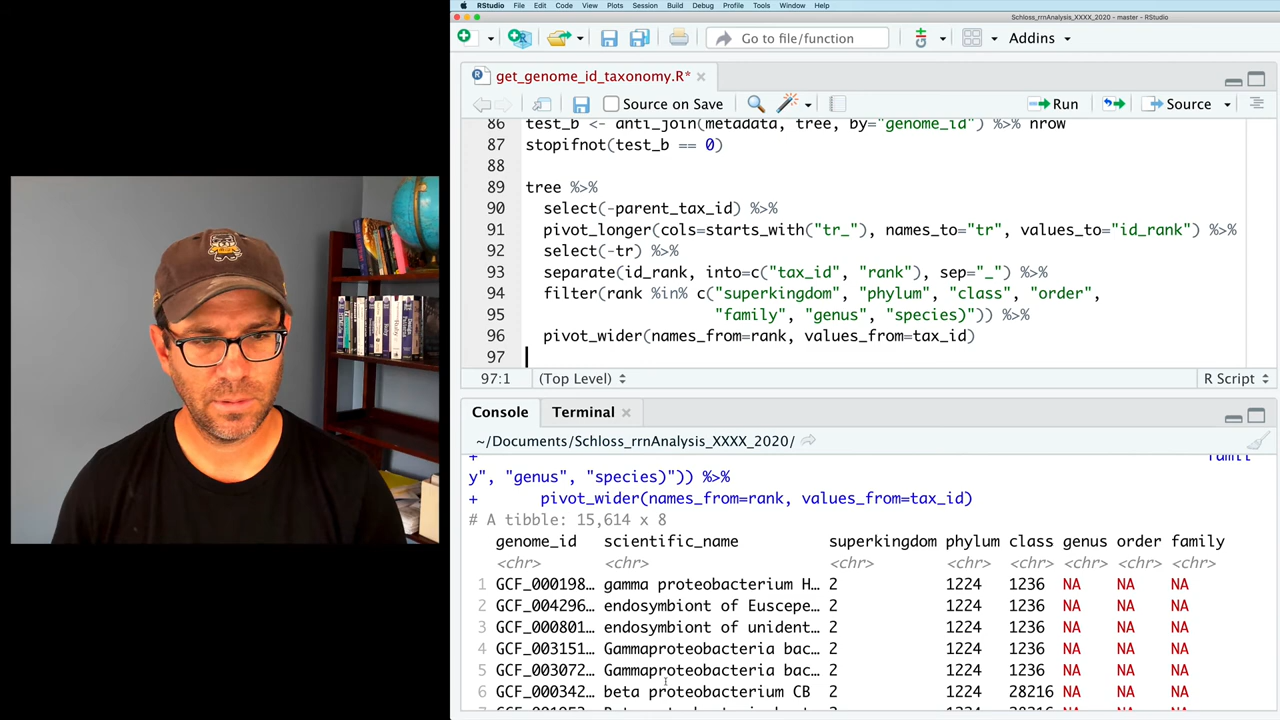 RStudio File Edit Code View Plots Session Build Debug Profile Tools Window Help
Schloss_rrnAnalysis_XXXX_2020 - master - RStudio
Go to file/function Addins
get_genome_id_taxonomy.R*
Source on Save Run Source
86 test_b <- anti_join(metadata, tree, by="genome_id") %>% nrow
87 stopifnot(test_b == 0)
88
89 tree %>%
90 select(-parent_tax_id) %>%
91 pivot_longer(cols=starts_with("tr_"), names_to="tr", values_to="id_rank") %>%
92 select(-tr) %>%
93 separate(id_rank, into=c("tax_id", "rank"), sep="_") %>%
94 filter(rank %in% c("superkingdom", "phylum", "class", "order",
95 "family", "genus", "species)")) %>%
96 pivot_wider(names_from=rank, values_from=tax_id)
97
97:1 (Top Level) R Script
Console Terminal
~/Documents/Schloss_rrnAnalysis_XXXX_2020/
+ "famil
y", "genus", "species)")) %>%
+ pivot_wider(names_from=rank, values_from=tax_id)
# A tibble: 15,614 x 8
genome_id scientific_name superkingdom phylum class genus order family
<chr> <chr> <chr> <chr> <chr> <chr> <chr> <chr>
1 GCF_000198… gamma proteobacterium H… 2 1224 1236 NA NA NA
2 GCF_004296… endosymbiont of Euscepe… 2 1224 1236 NA NA NA
3 GCF_000801… endosymbiont of unident… 2 1224 1236 NA NA NA
4 GCF_003151… Gammaproteobacteria bac… 2 1224 1236 NA NA NA
5 GCF_003072… Gammaproteobacteria bac… 2 1224 1236 NA NA NA
6 GCF_000342… beta proteobacterium CB 2 1224 28216 NA NA NA